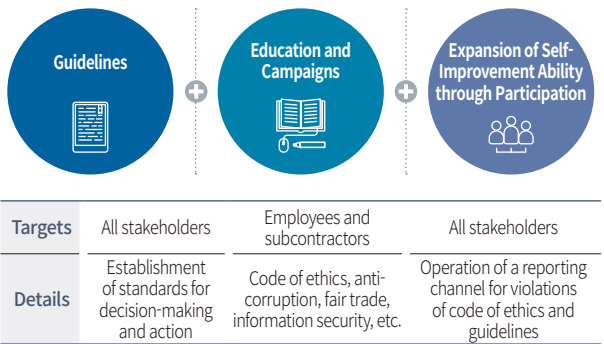 Guidelines
Education and
Campaigns
Expansion of Self-
Improvement Ability
through Participation
Targets
All stakeholders
Employees and
subcontractors
All stakeholders
Details
Establishment
of standards for
decision-making
and action
Code of ethics, anti-
corruption, fair trade,
information security, etc.
Operation of a reporting
channel for violations
of code of ethics and
guidelines